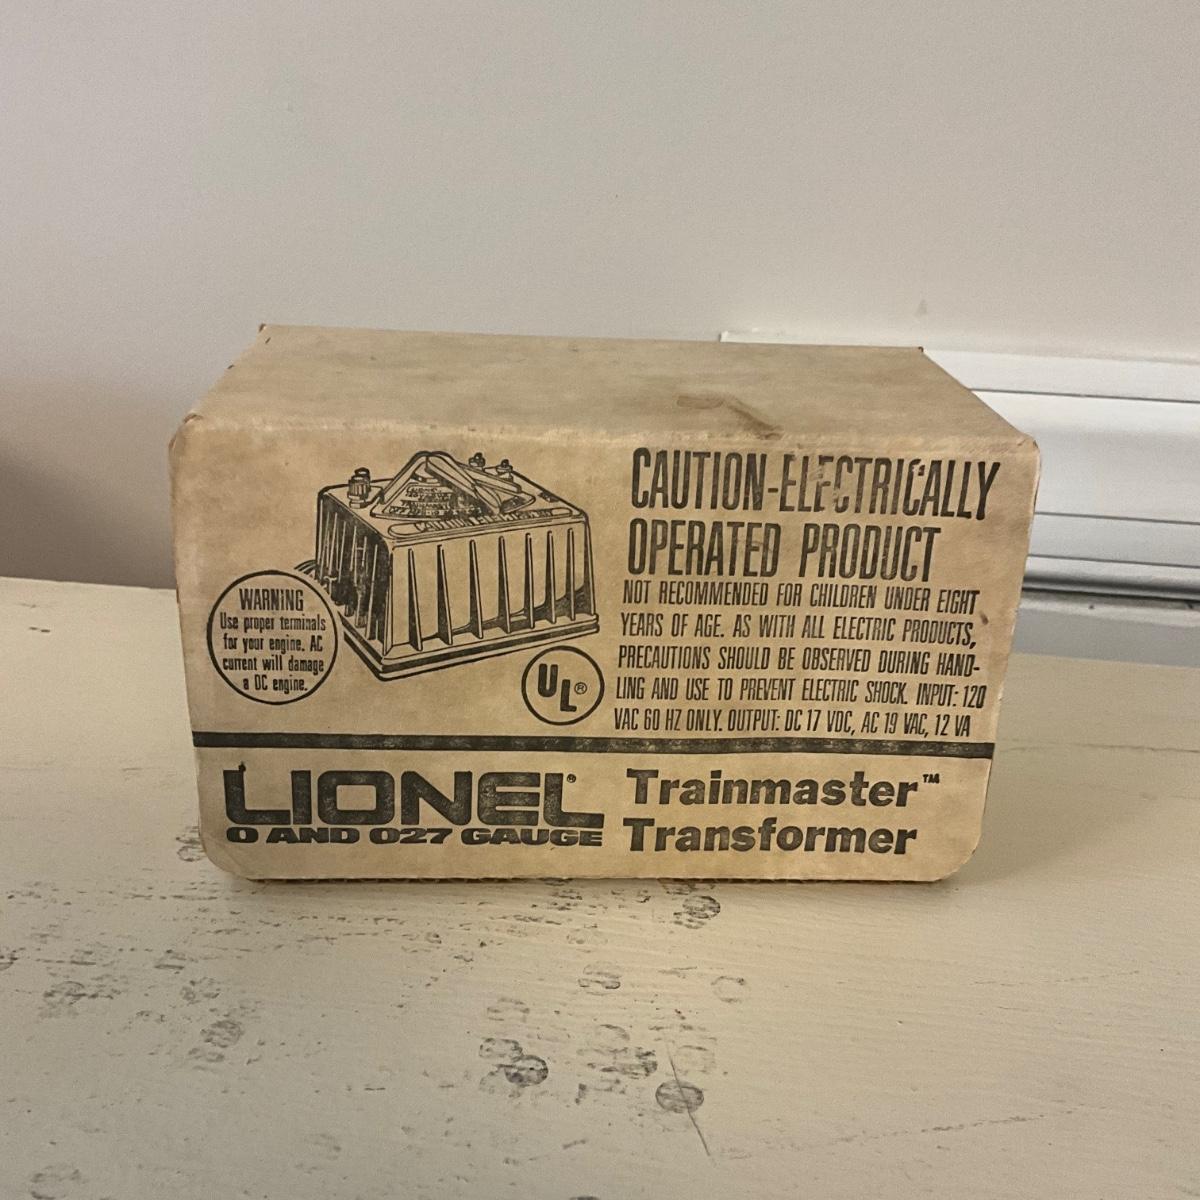 CAUTION-ELECTRICALLY
OPERATED PRODUCT
NOT RECOMMENDED FOR CHILDREN UNDER EIGHT
YEARS OF AGE. AS WITH ALL ELECTRIC PRODUCTS,
PRECAUTIONS SHOULD BE OBSERVED DURING HAND-
LING AND USE TO PREVENT ELECTRIC SHOCK. INPUT: 120
VAC 60 HZ ONLY. OUTPUT: DC 17 VDC, AC 19 VAC, 12 VA
WARNING
Use proper terminals
for your engine. AC
current will damage
a DC engine.
UL®
LIONEL®
O AND O27 GAUGE
Trainmaster™
Transformer